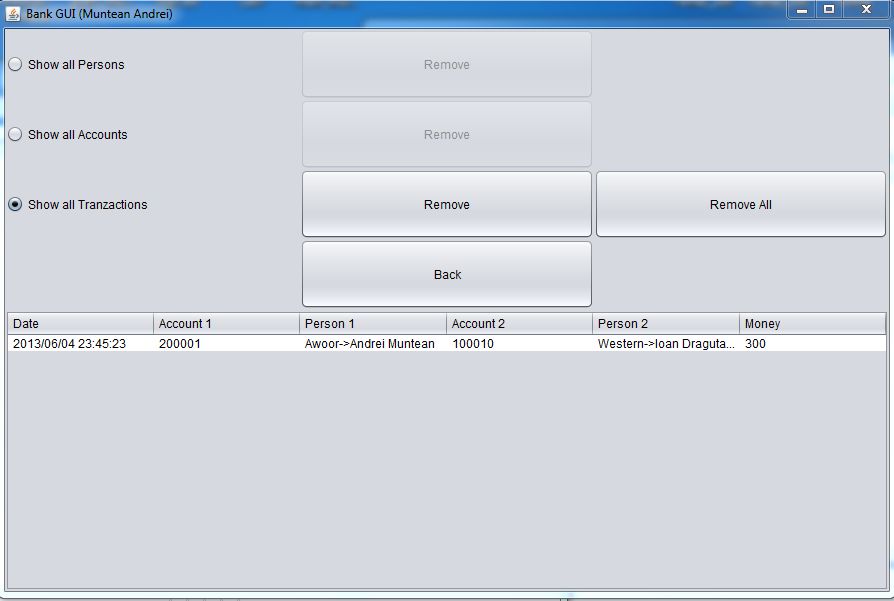 Bank GUI (Muntean Andrei)
Show all Persons
Remove
Show all Accounts
Remove
Show all Tranzactions
Remove
Remove All
Back
Date Account 1 Person 1 Account 2 Person 2 Money
2013/06/04 23:45:23 200001 Awoor->Andrei Muntean 100010 Western->Ioan Draguta... 300